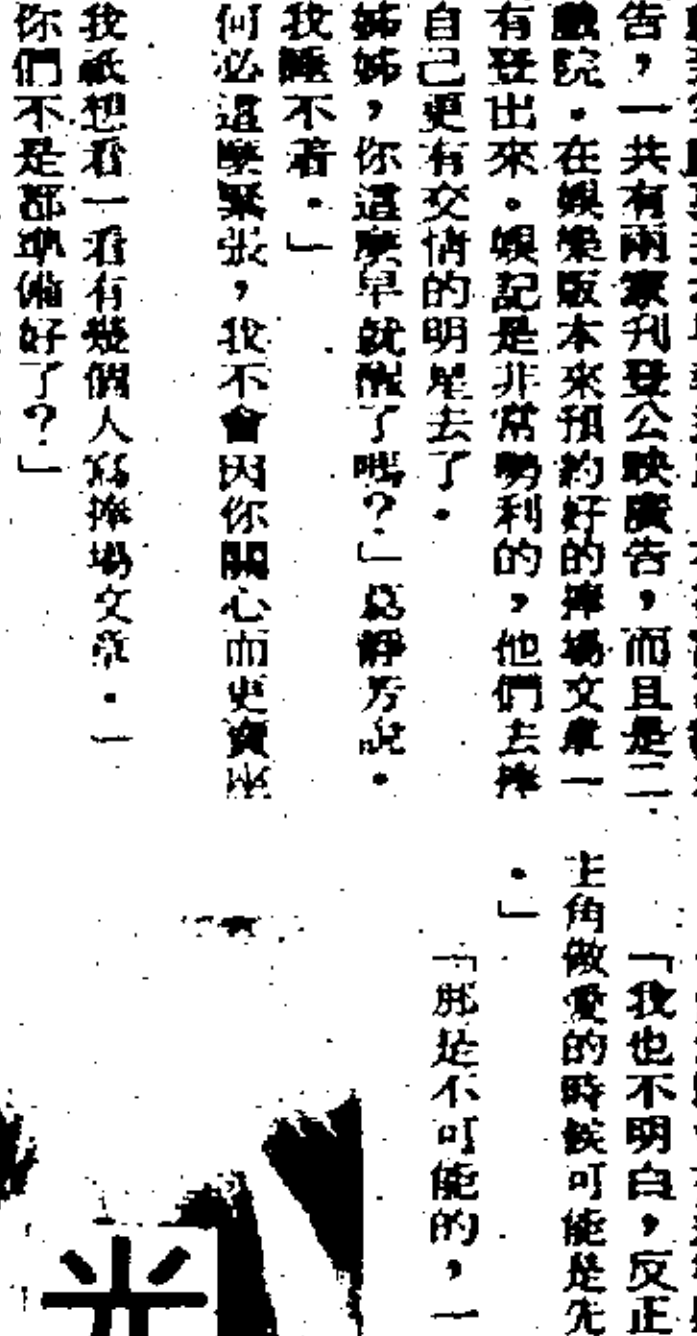 告，一共有兩家刋登公映廣告，而且是二
戲院．在娛樂版本來預約好的捧場文章一
有登出來．娛記是非常勢利的，他們去捧
自己更有交情的明星去了．
姊姊，你這麼早就醒了嗎？」葛靜芳說．
我睡不着．」
何必這麼緊張，我不會因你關心而更賣座
我祇想看一看有幾個人寫捧場文章．」
你們不是都準備好了？」
「我也不明白，反正
主角做愛的時候可能是先
．」
「那是不可能的，一
光